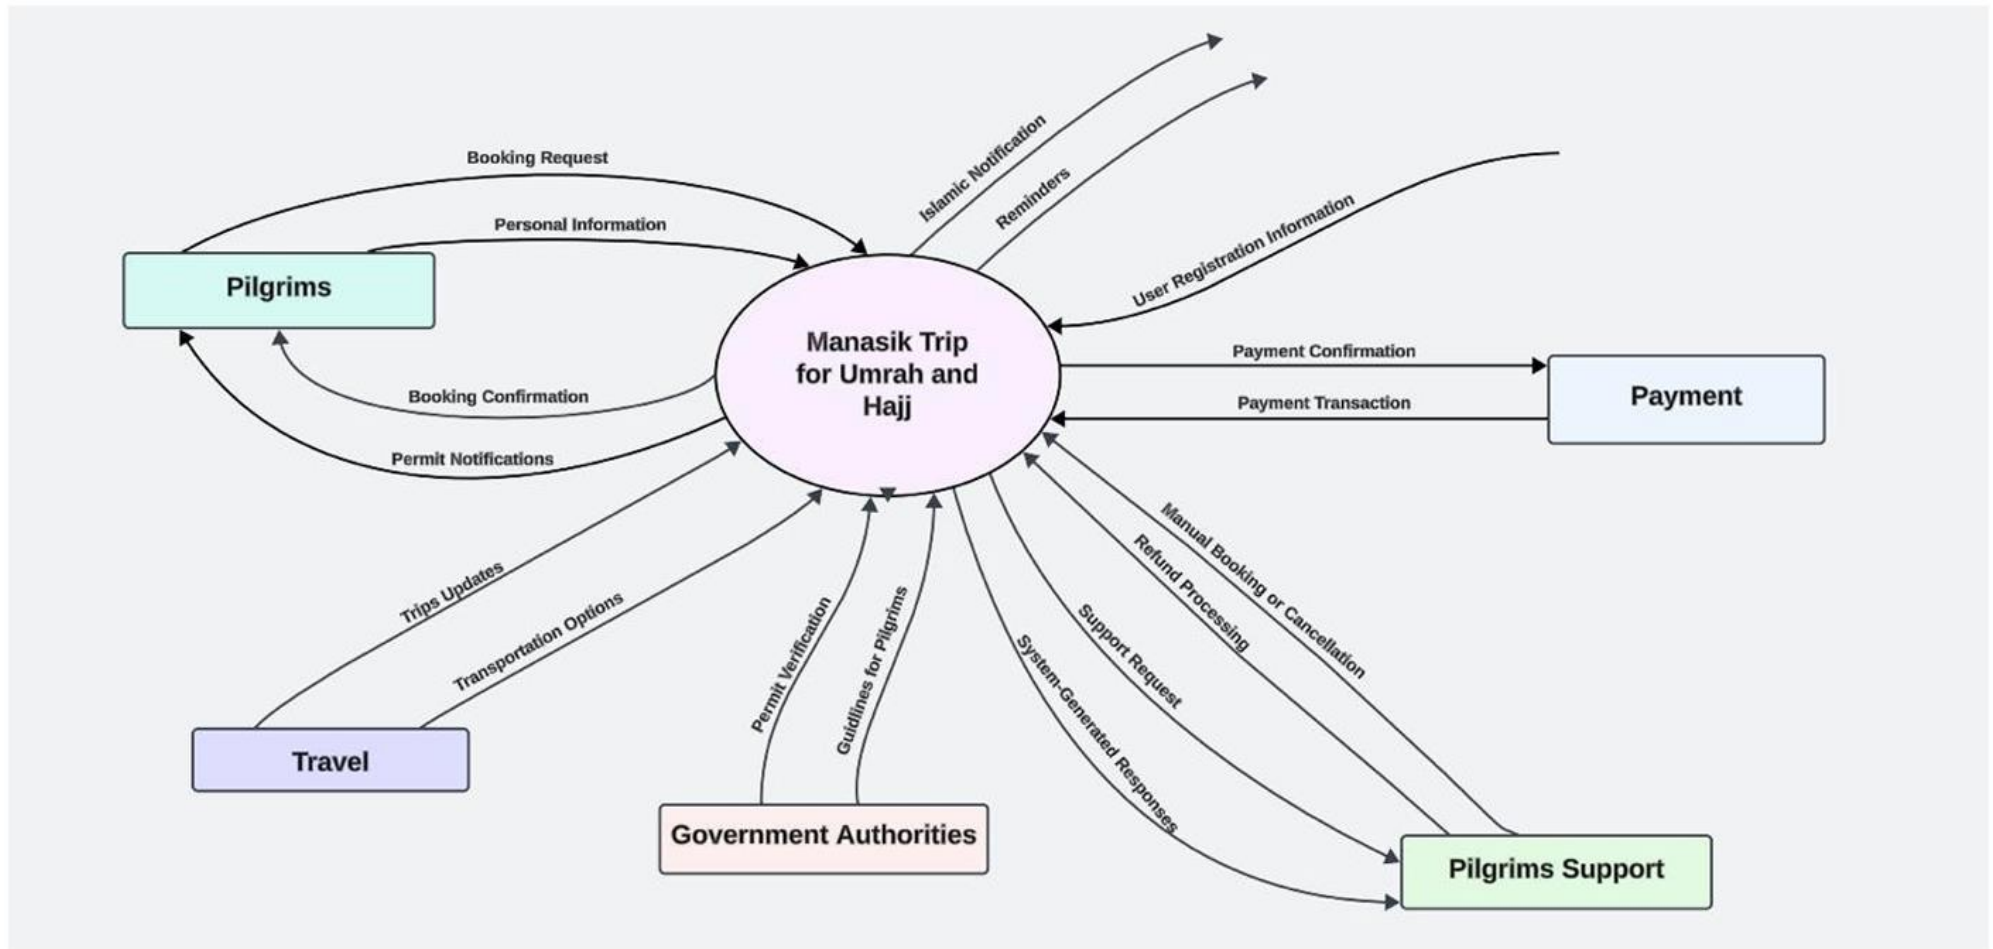 Islamic Notification
Reminders
Booking Request
Personal Information
User Registration Information
Pilgrims
Manasik Trip
for Umrah and
Hajj
Payment Confirmation
Payment Transaction
Payment
Booking Confirmation
Permit Notifications
Trips Updates
Transportation Options
Permit Verification
Guidlines for Pilgrims
System-Generated Responses
Support Request
Refund Processing
Manual Booking or Cancellation
Travel
Government Authorities
Pilgrims Support